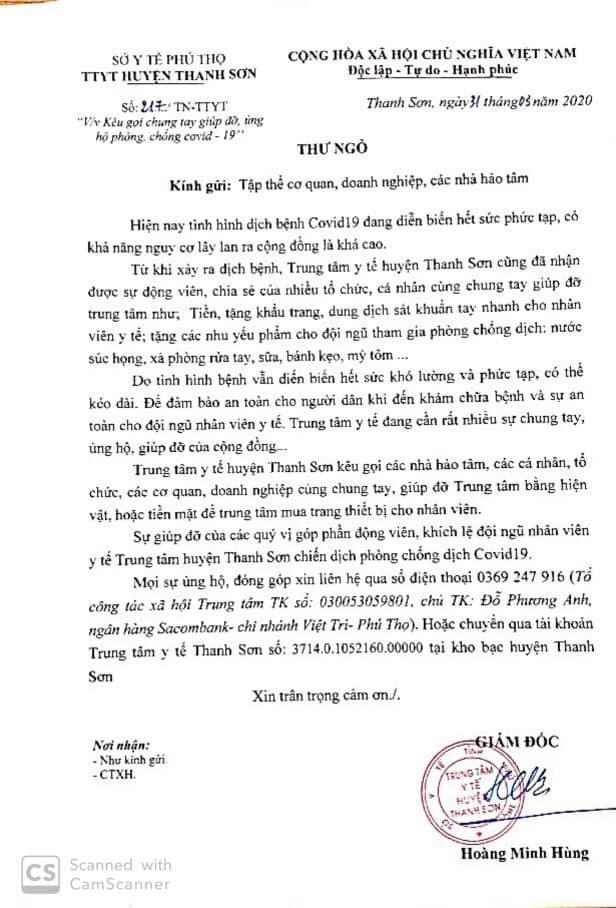 SỞ Y TẾ PHÚ THỌ
TTYT HUYỆN THANH SƠN
CỘNG HÒA XÃ HỘI CHỦ NGHĨA VIỆT NAM
Độc lập - Tự do - Hạnh phúc
Số: 217/ TN-TTYT
"V/v Kêu gọi chung tay giúp đỡ, ủng
hộ phòng, chống covid - 19"
Thanh Sơn, ngày 31 tháng 03 năm 2020
THƯ NGỎ
Kính gửi: Tập thể cơ quan, doanh nghiệp, các nhà hảo tâm
Hiện nay tình hình dịch bệnh Covid19 đang diễn biến hết sức phức tạp, có
khả năng nguy cơ lây lan ra cộng đồng là khá cao.
Từ khi xảy ra dịch bệnh, Trung tâm y tế huyện Thanh Sơn cũng đã nhận
được sự động viên, chia sẻ của nhiều tổ chức, cá nhân cùng chung tay giúp đỡ
trung tâm như; Tiền, tặng khẩu trang, dung dịch sát khuẩn tay nhanh cho nhân
viên y tế; tặng các nhu yếu phẩm cho đội ngũ tham gia phòng chống dịch: nước
súc họng, xà phòng rửa tay, sữa, bánh kẹo, mỳ tôm ...
Do tình hình bệnh vẫn diễn biến hết sức khó lường và phức tạp, có thể
kéo dài. Để đảm bảo an toàn cho người dân khi đến khám chữa bệnh và sự an
toàn cho đội ngũ nhân viên y tế. Trung tâm y tế đang cần rất nhiều sự chung tay,
ủng hộ, giúp đỡ của cộng đồng...
Trung tâm y tế huyện Thanh Sơn kêu gọi các nhà hảo tâm, các cá nhân, tổ
chức, các cơ quan, doanh nghiệp cùng chung tay, giúp đỡ Trung tâm bằng hiện
vật, hoặc tiền mặt để trung tâm mua trang thiết bị cho nhân viên.
Sự giúp đỡ của các quý vị góp phần động viên, khích lệ đội ngũ nhân viên
y tế Trung tâm huyện Thanh Sơn chiến dịch phòng chống dịch Covid19.
Mọi sự ủng hộ, đóng góp xin liên hệ qua số điện thoại 0369 247 916 (Tổ
công tác xã hội Trung tâm TK số: 030053059801, chủ TK: Đỗ Phương Anh,
ngân hàng Sacombank- chi nhánh Việt Trì- Phú Thọ). Hoặc chuyển qua tài khoản
Trung tâm y tế Thanh Sơn số: 3714.0.1052160.00000 tại kho bạc huyện Thanh
Sơn
Xin trân trọng cảm ơn./.
Nơi nhận:
- Như kính gửi.
- CTXH.
GIÁM ĐỐC
TRUNG TÂM
Y TẾ
HUYỆN
THANH SƠN
Hoàng Minh Hùng
CS Scanned with
CamScanner